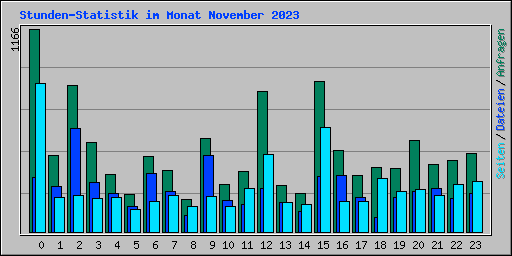 Stunden-Statistik im Monat November 2023
1166
Seiten / Dateien / Anfragen
0 1 2 3 4 5 6 7 8 9 10 11 12 13 14 15 16 17 18 19 20 21 22 23